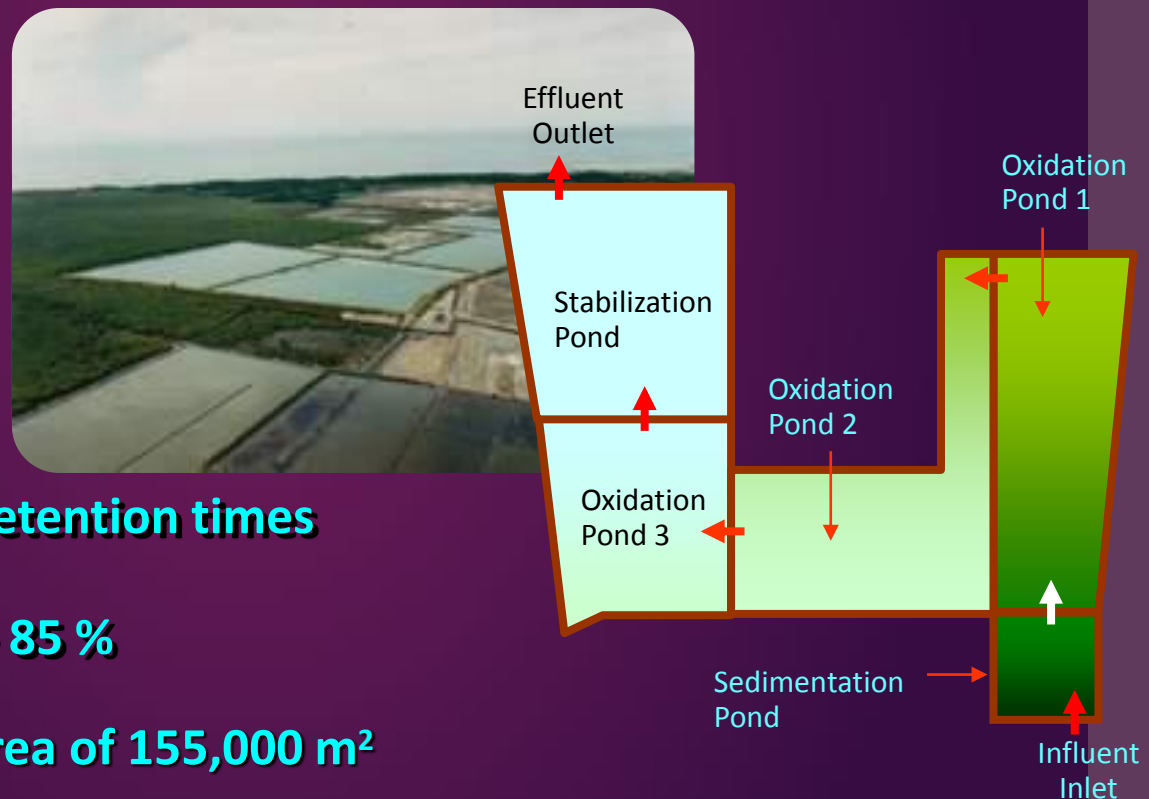 Effluent
Outlet
Oxidation
Pond 1
Stabilization
Pond
Oxidation
Pond 2
Oxidation
Pond 3
etention times
85 %
Sedimentation
Pond
rea of 155,000 m²
Influent
Inlet